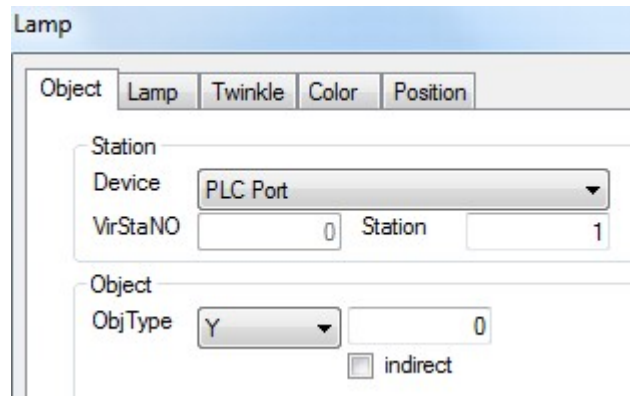 Lamp
Object Lamp Twinkle Color Position
Station
Device PLC Port
VirStaNO 0 Station 1
Object
ObjType Y 0
indirect